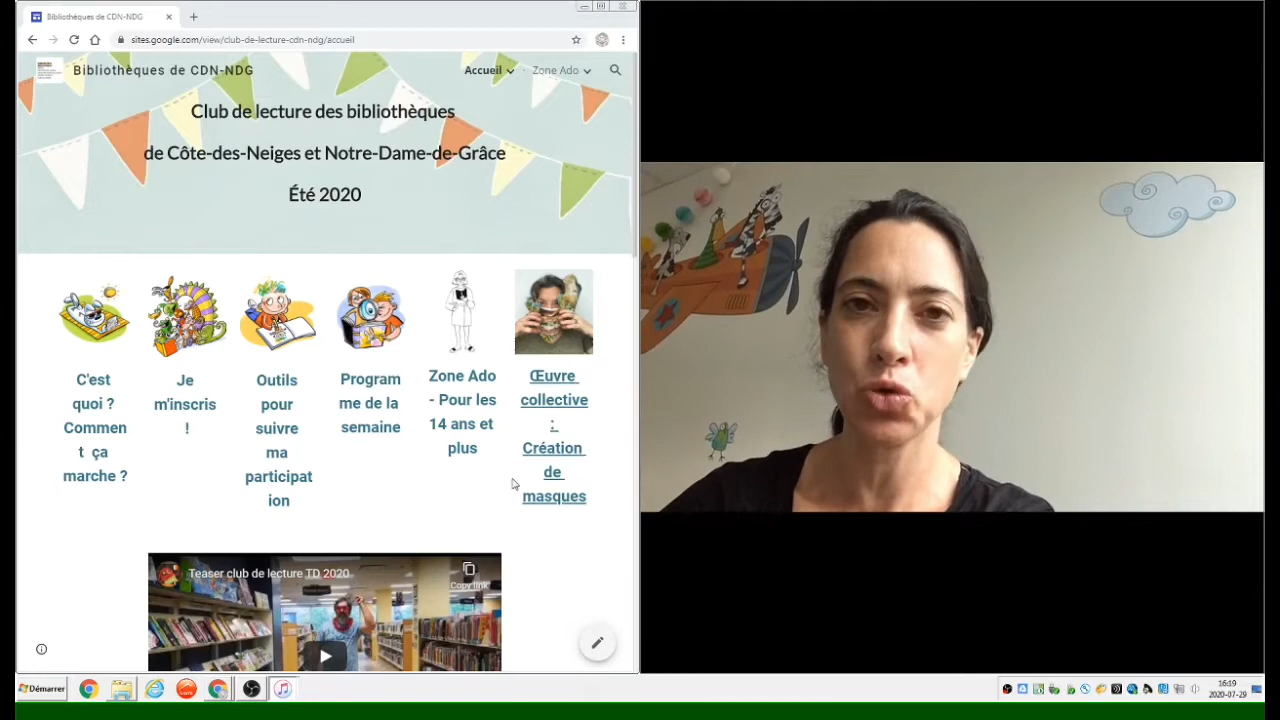 Bibliothèques de CDN-NDG
sites.google.com/view/club-de-lecture-cdn-ndg/accueil
Bibliothèques de CDN-NDG
Accueil
Zone Ado
Club de lecture des bibliothèques
de Côte-des-Neiges et Notre-Dame-de-Grâce
Été 2020
C'est
quoi ?
Commen
t ça
marche ?
Je
m'inscris
!
Outils
pour
suivre
ma
participat
ion
Program
me de la
semaine
Zone Ado
- Pour les
14 ans et
plus
Œuvre
collective
:
Création
de
masques
Teaser club de lecture TD 2020
Copy link
Démarrer
16:19
2020-07-29